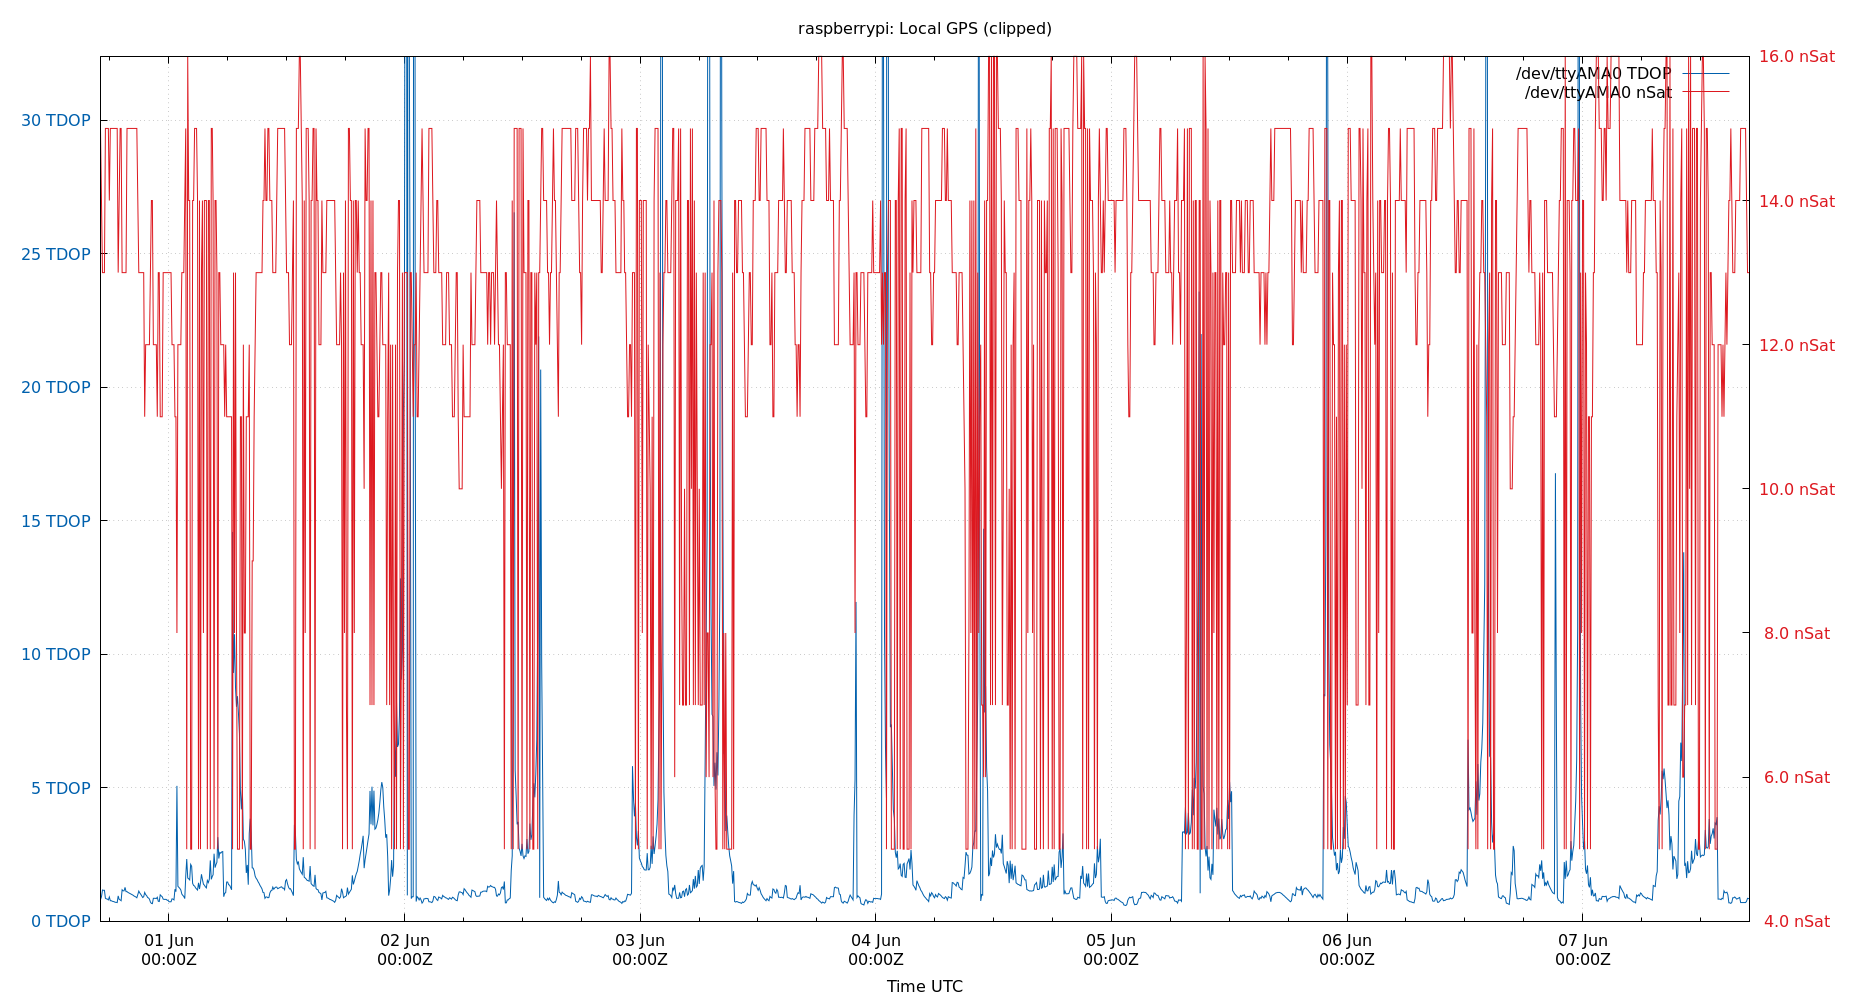 raspberrypi: Local GPS (clipped)
/dev/ttyAMA0 TDOP
/dev/ttyAMA0 nSat
30 TDOP
25 TDOP
20 TDOP
15 TDOP
10 TDOP
5 TDOP
0 TDOP
16.0 nSat
14.0 nSat
12.0 nSat
10.0 nSat
8.0 nSat
6.0 nSat
4.0 nSat
01 Jun
00:00Z
02 Jun
00:00Z
03 Jun
00:00Z
04 Jun
00:00Z
05 Jun
00:00Z
06 Jun
00:00Z
07 Jun
00:00Z
Time UTC